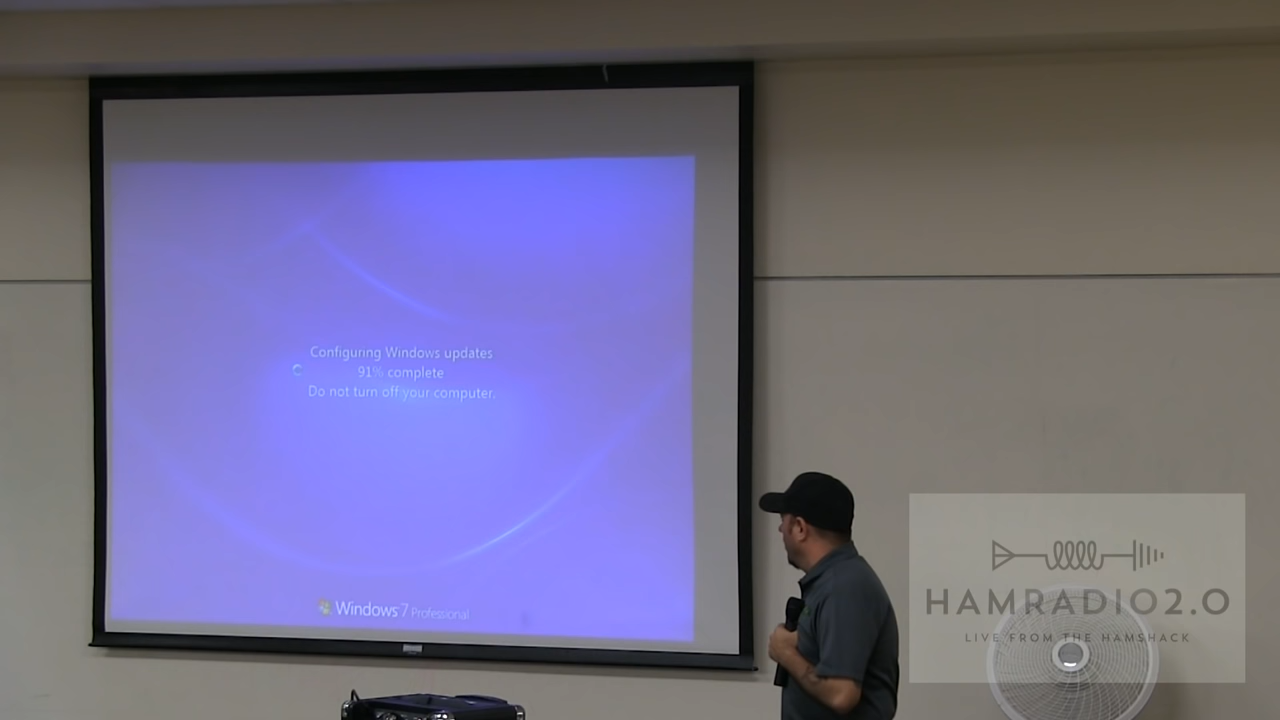 Configuring Windows updates
91% complete
Do not turn off your computer.
Windows 7 Professional
HAMRADIO2.0
LIVE FROM THE HAMSHACK